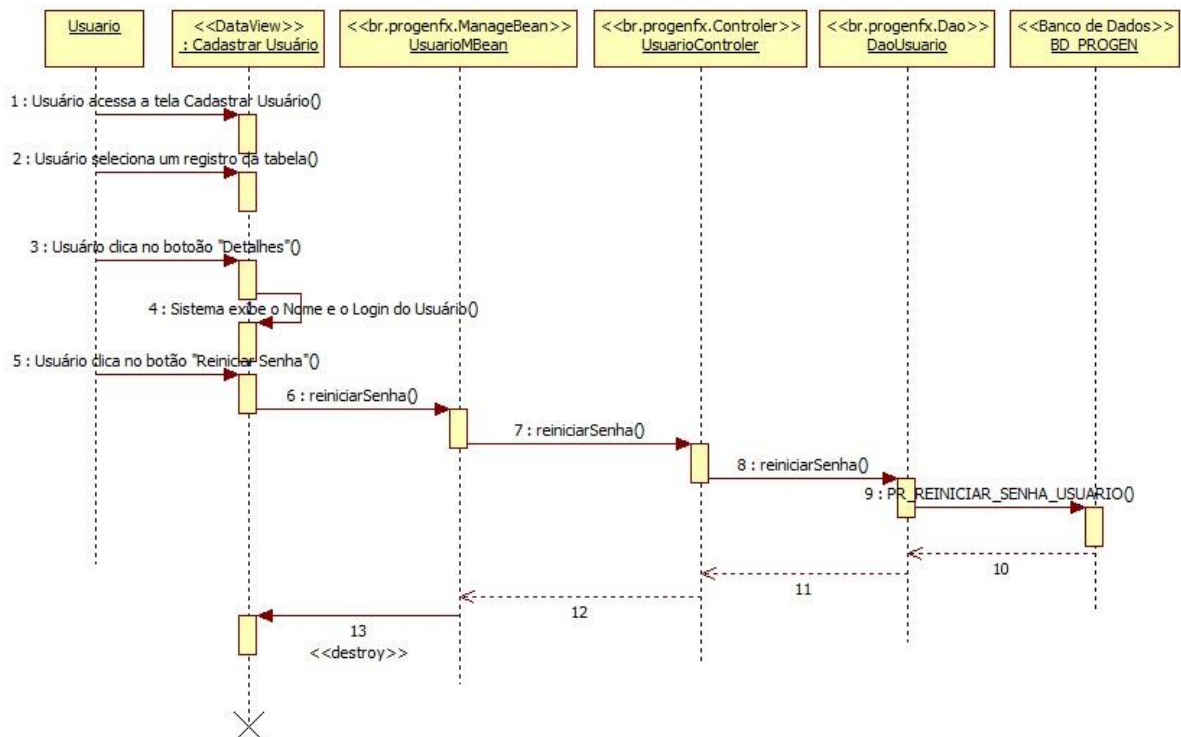 Usuario
<<DataView>>
: Cadastrar Usuário
<<br.progenfx.ManageBean>>
UsuarioMBean
<<br.progenfx.Controler>>
UsuarioControler
<<br.progenfx.Dao>>
DaoUsuario
<<Banco de Dados>>
BD_PROGEN
1 : Usuário acessa a tela Cadastrar Usuário()
2 : Usuário seleciona um registro da tabela()
3 : Usuário clica no botoão "Detalhes"()
4 : Sistema exibe o Nome e o Login do Usuário()
5 : Usuário clica no botão "Reiniciar Senha"()
6 : reiniciarSenha()
7 : reiniciarSenha()
8 : reiniciarSenha()
9 : PR_REINICIAR_SENHA_USUARIO()
10
11
12
13
<<destroy>>